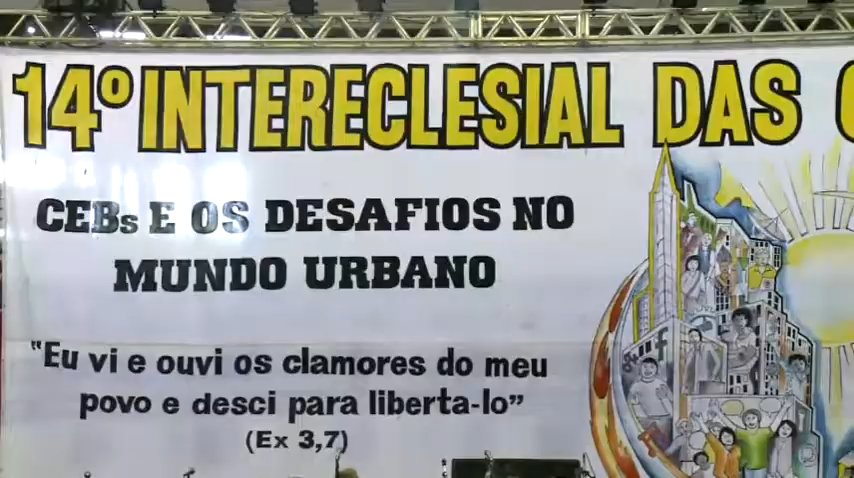 14º INTERECLESIAL DAS
CEBs E OS DESAFIOS NO
MUNDO URBANO
"Eu vi e ouvi os clamores do meu
povo e desci para liberta-lo"
(Ex 3,7)